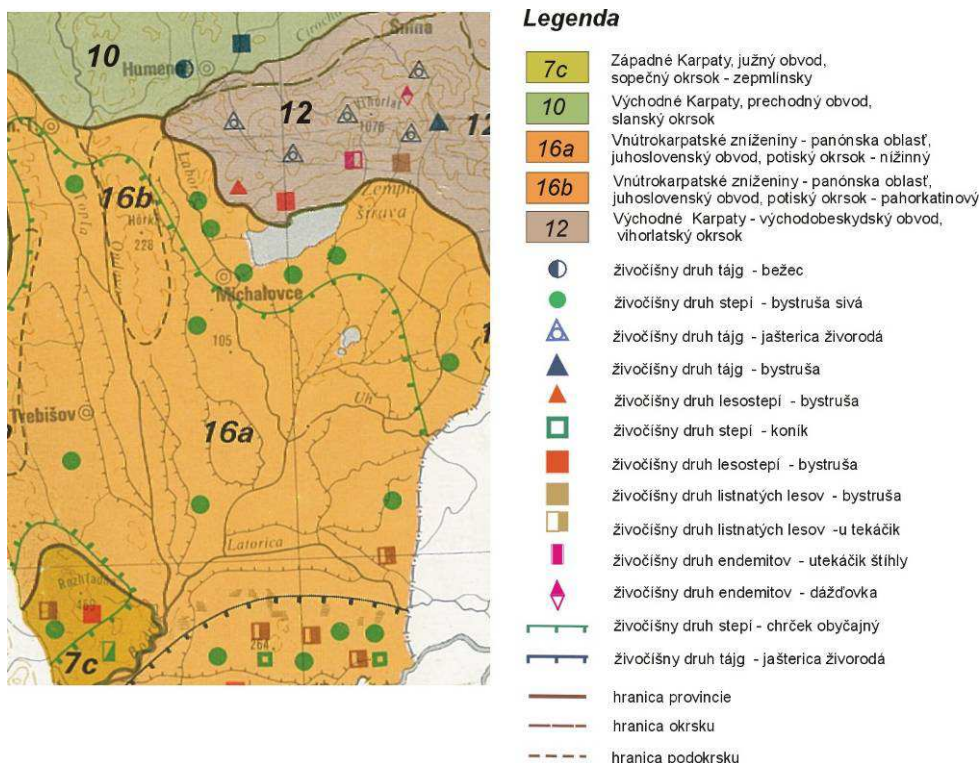 10
Humenn
Snina
12
Vihorlat
1076
12
16b
Zempl
Šírava
Laborec
Topľa
Ondava
Hôrka
228
Michalovce
105
Trebišov
Uh
16a
Latorica
Rozhľadňa
264
7c
Legenda
7c Západné Karpaty, južný obvod,
sopečný okrsok - zepmlínsky
10 Východné Karpaty, prechodný obvod,
slanský okrsok
16a Vnútrokarpatské zníženiny - panónska oblasť,
juhoslovenský obvod, potiský okrsok - nížinný
16b Vnútrokarpatské zníženiny - panónska oblasť,
juhoslovenský obvod, potiský okrsok - pahorkatinový
12 Východné Karpaty - východobeskydský obvod,
vihorlatský okrsok
živočíšny druh tájg - bežec
živočíšny druh stepí - bystruša sivá
živočíšny druh tájg - jašterica živorodá
živočíšny druh tájg - bystruša
živočíšny druh lesostepí - bystruša
živočíšny druh stepí - koník
živočíšny druh lesostepí - bystruša
živočíšny druh listnatých lesov - bystruša
živočíšny druh listnatých lesov -u tekáčik
živočíšny druh endemitov - utekáčik štíhly
živočíšny druh endemitov - dážďovka
živočíšny druh stepí - chrček obyčajný
živočíšny druh tájg - jašterica živorodá
hranica provincie
hranica okrsku
hranica podokrsku